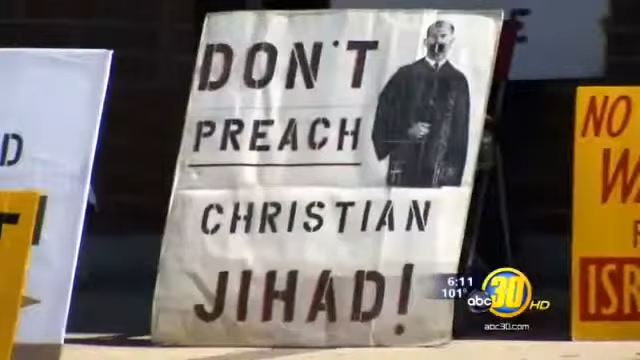 DON'T
PREACH
CHRISTIAN
JIHAD!
D
NO
ISR
6:11
101°
abc 30 HD
abc30.com